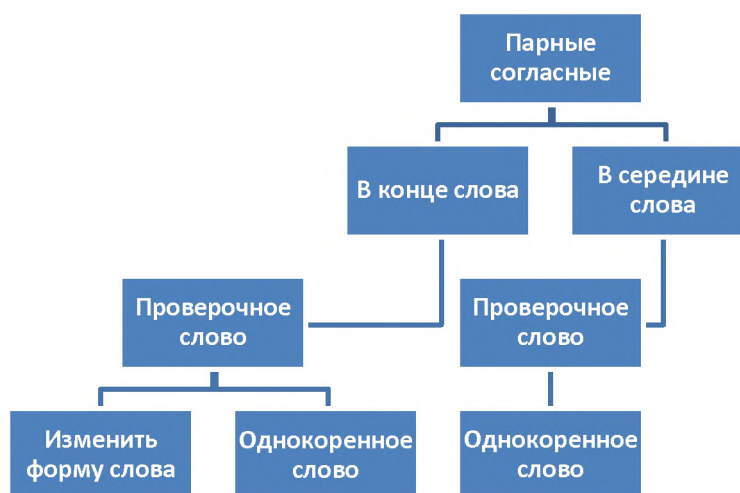 Парные
согласные
В конце слова
В середине
слова
Проверочное
слово
Проверочное
слово
Изменить
форму слова
Однокоренное
слово
Однокоренное
слово